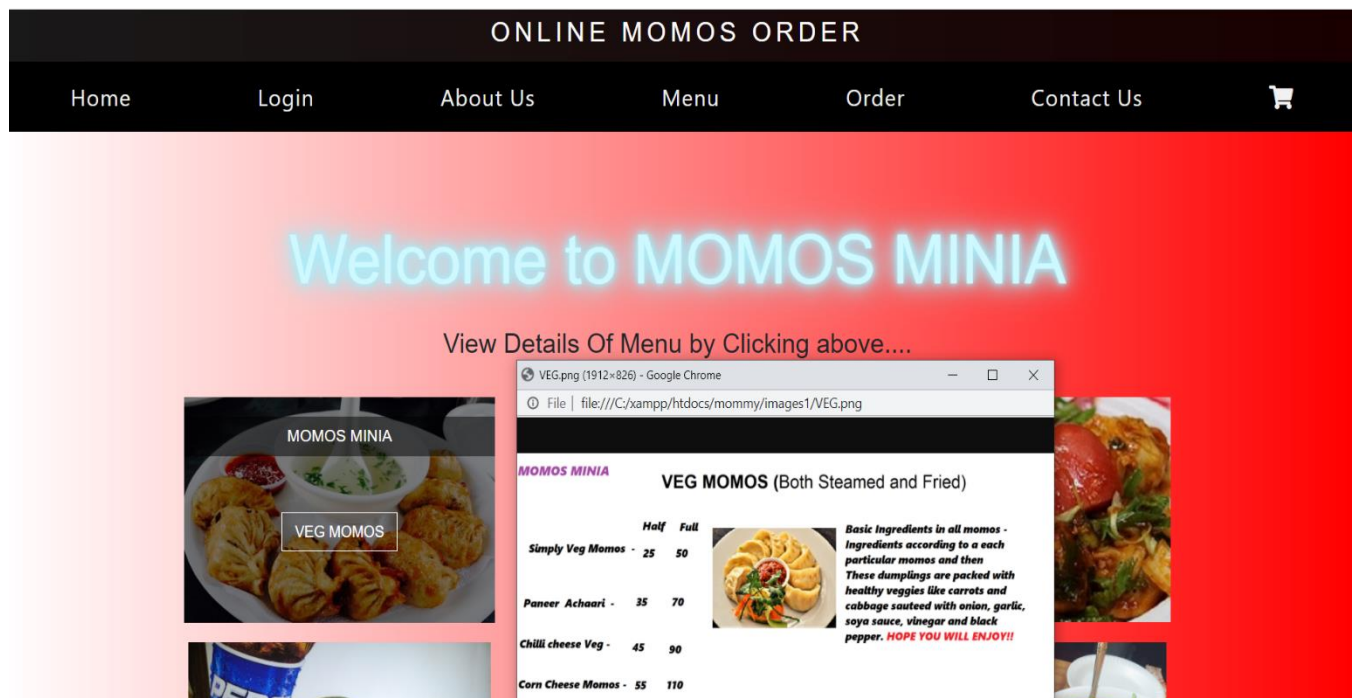 ONLINE MOMOS ORDER
Home Login About Us Menu Order Contact Us
Welcome to MOMOS MINIA
View Details Of Menu by Clicking above....
MOMOS MINIA
VEG MOMOS
VEG.png (1912×826) - Google Chrome
File | file:///C:/xampp/htdocs/mommy/images1/VEG.png
MOMOS MINIA
VEG MOMOS (Both Steamed and Fried)
Half Full
Simply Veg Momos - 25 50
Paneer Achaari - 35 70
Chilli cheese Veg - 45 90
Corn Cheese Momos - 55 110
Basic Ingredients in all momos -
Ingredients according to a each
particular momos and then
These dumplings are packed with
healthy veggies like carrots and
cabbage sauteed with onion, garlic,
soya sauce, vinegar and black
pepper. HOPE YOU WILL ENJOY!!